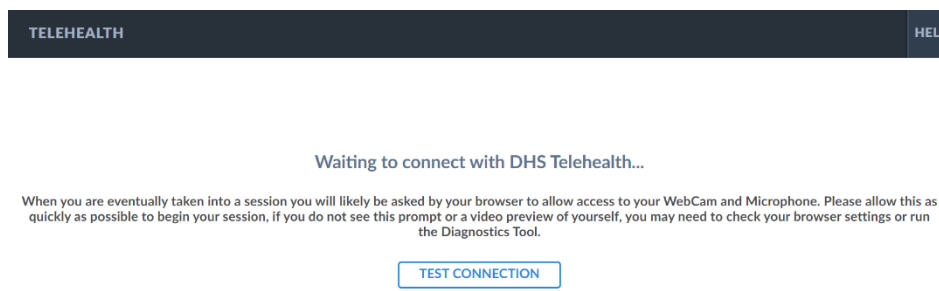 TELEHEALTH
Waiting to connect with DHS Telehealth...
When you are eventually taken into a session you will likely be asked by your browser to allow access to your WebCam and Microphone. Please allow this as
quickly as possible to begin your session, if you do not see this prompt or a video preview of yourself, you may need to check your browser settings or run
the Diagnostics Tool.
TEST CONNECTION